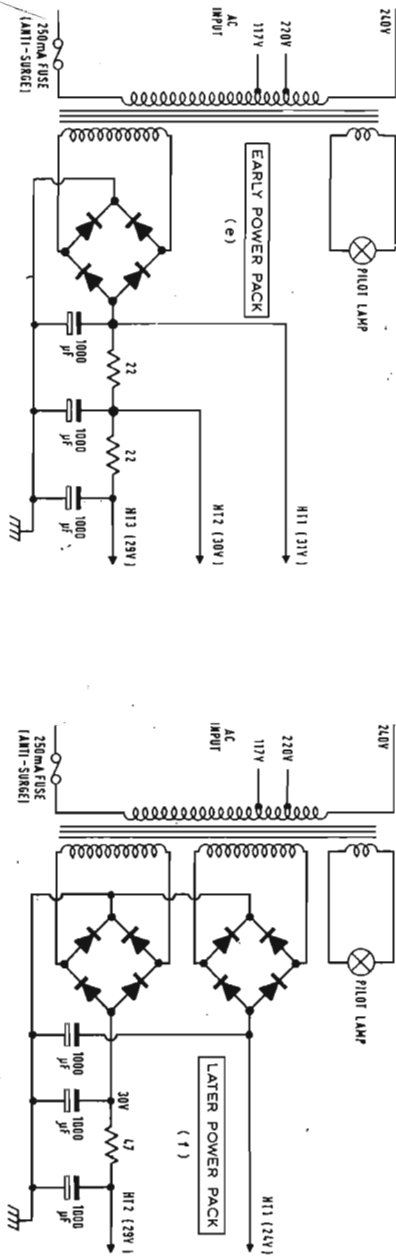 240V
220V
117V
AC
INPUT
250mA FUSE
(ANTI-SURGE)
PILOT LAMP
EARLY POWER PACK
(e)
1000
µF
22
1000
µF
22
1000
µF
HT1 (31V)
HT2 (30V)
HT3 (29V)
240V
220V
117V
AC
INPUT
250mA FUSE
(ANTI-SURGE)
PILOT LAMP
LATER POWER PACK
(f)
1000
µF
30V
1000
µF
47
1000
µF
HT1 (24V)
HT2 (29V)